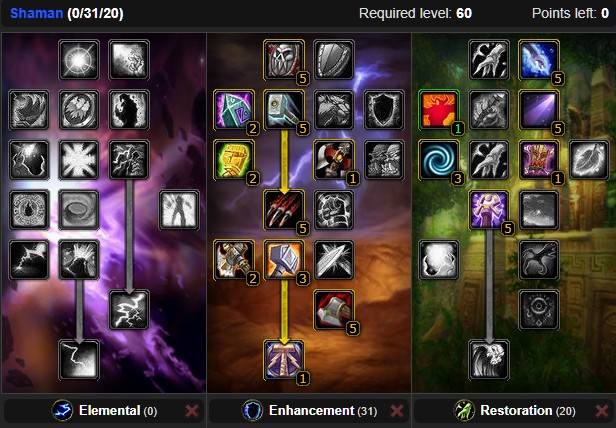 Shaman (0/31/20) Required level: 60 Points left: 0
5 5
2 5 1 5
2 1 3 1
5 5
2 3
5
1
Elemental (0) Enhancement (31) Restoration (20)